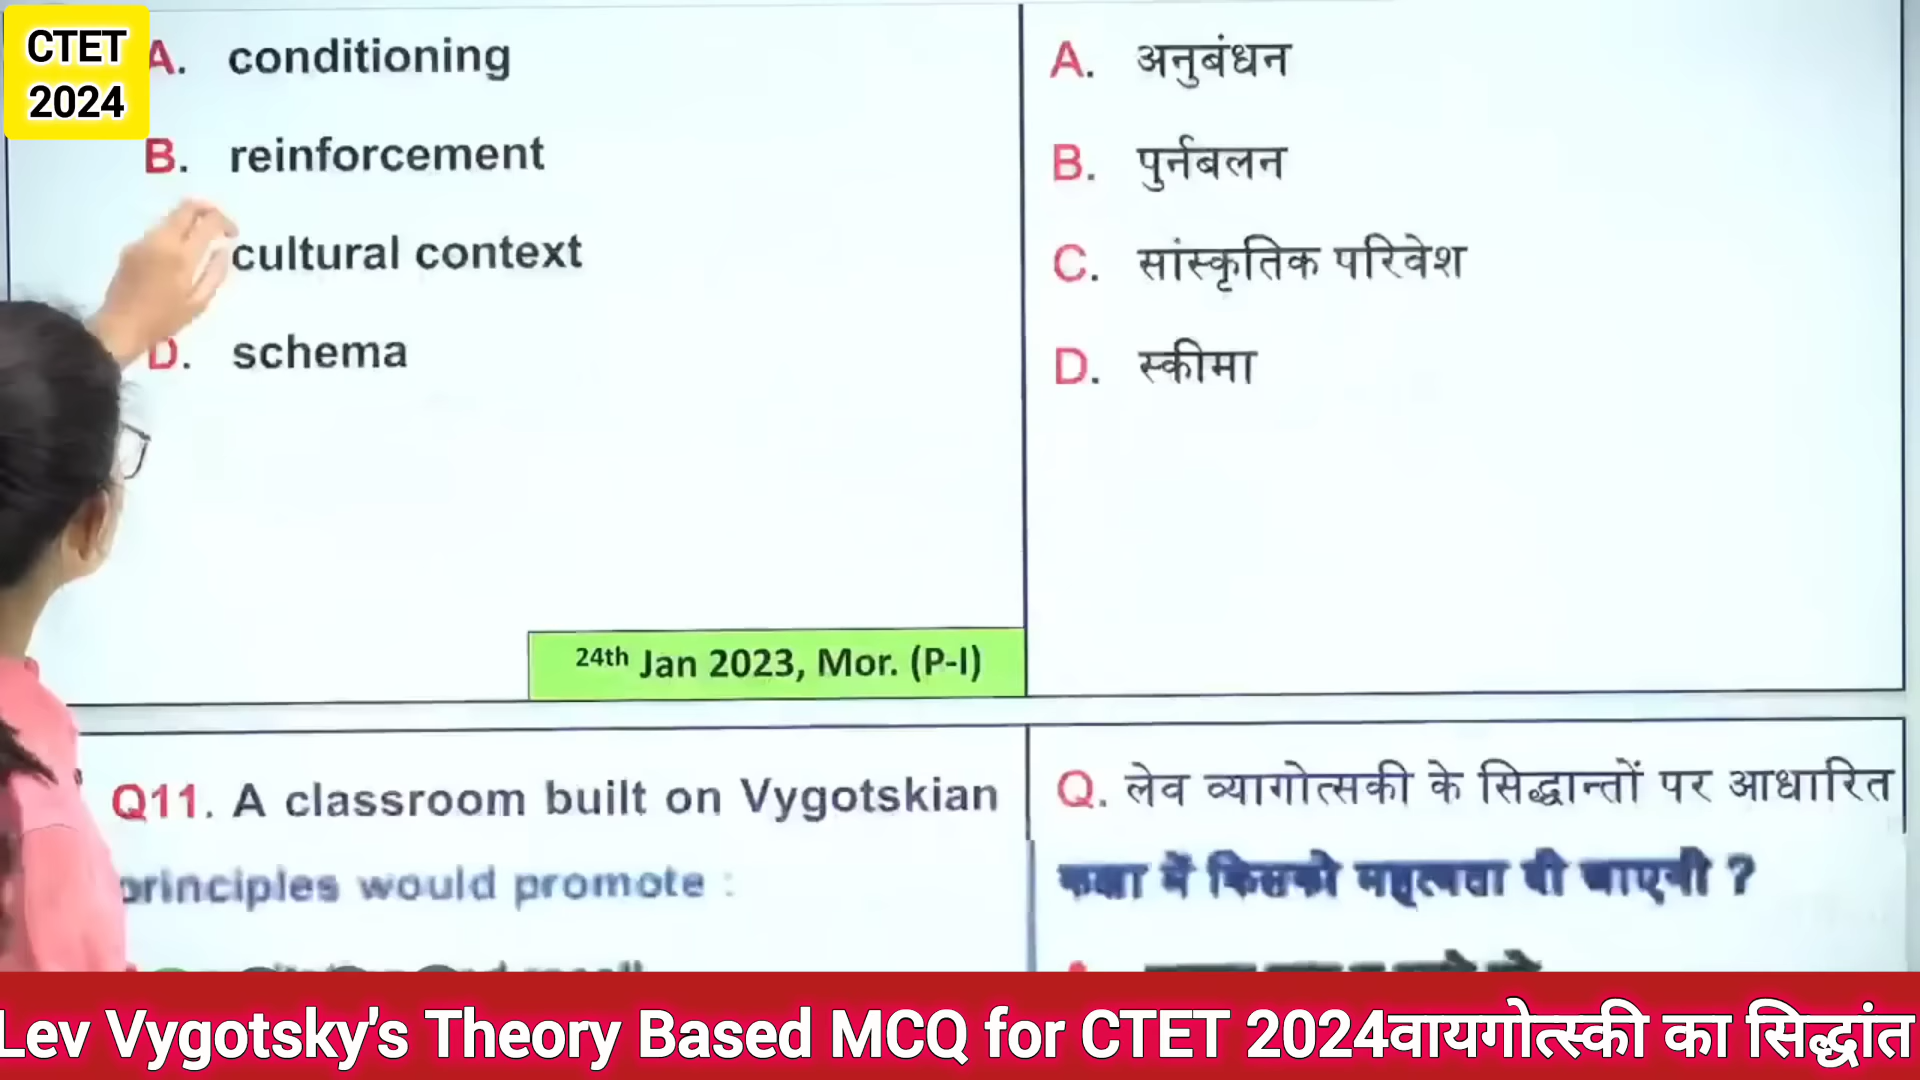 CTET
2024
A. conditioning
B. reinforcement
cultural context
D. schema
24th Jan 2023, Mor. (P-I)
A. अनुबंधन
B. पुर्नबलन
C. सांस्कृतिक परिवेश
D. स्कीमा
Q11. A classroom built on Vygotskian
principles would promote :
Q. लेव व्यागोत्सकी के सिद्धान्तों पर आधारित
कक्षा में किसको महत्वता दी जाएगी ?
Lev Vygotsky's Theory Based MCQ for CTET 2024वायगोत्स्की का सिद्धांत